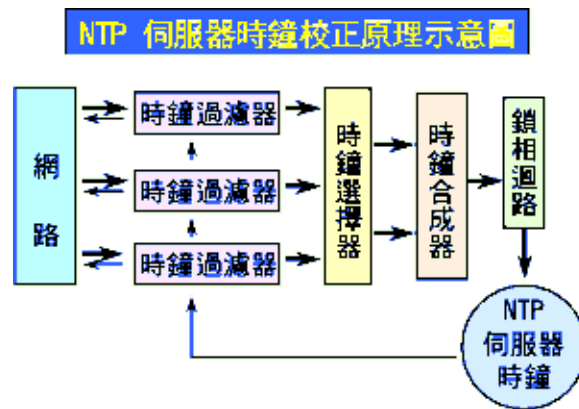 NTP 伺服器時鐘校正原理示意圖
網路
時鐘過濾器
時鐘過濾器
時鐘過濾器
時鐘選擇器
時鐘合成器
鎖相迴路
NTP
伺服器
時鐘